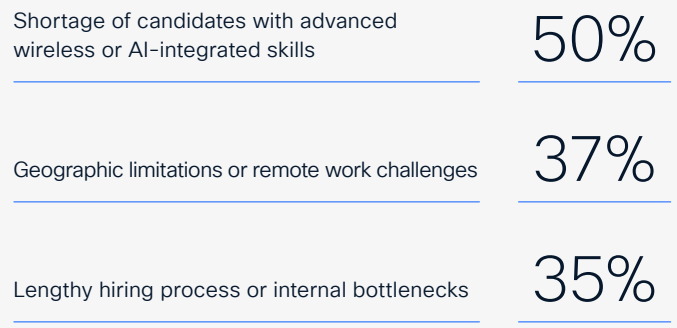 Shortage of candidates with advanced
wireless or AI-integrated skills
50%
Geographic limitations or remote work challenges
37%
Lengthy hiring process or internal bottlenecks
35%